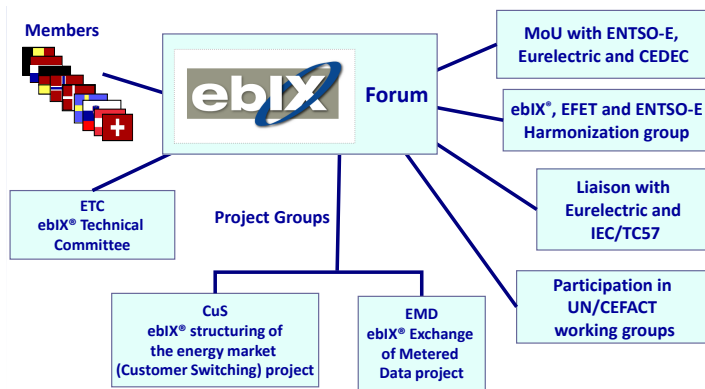 Members
ebIX
Forum
MoU with ENTSO-E,
Eurelectric and CEDEC
ebIX®, EFET and ENTSO-E
Harmonization group
Liaison with
Eurelectric and
IEC/TC57
Participation in
UN/CEFACT
working groups
ETC
ebIX® Technical
Committee
Project Groups
CuS
ebIX® structuring of
the energy market
(Customer Switching) project
EMD
ebIX® Exchange
of Metered
Data project